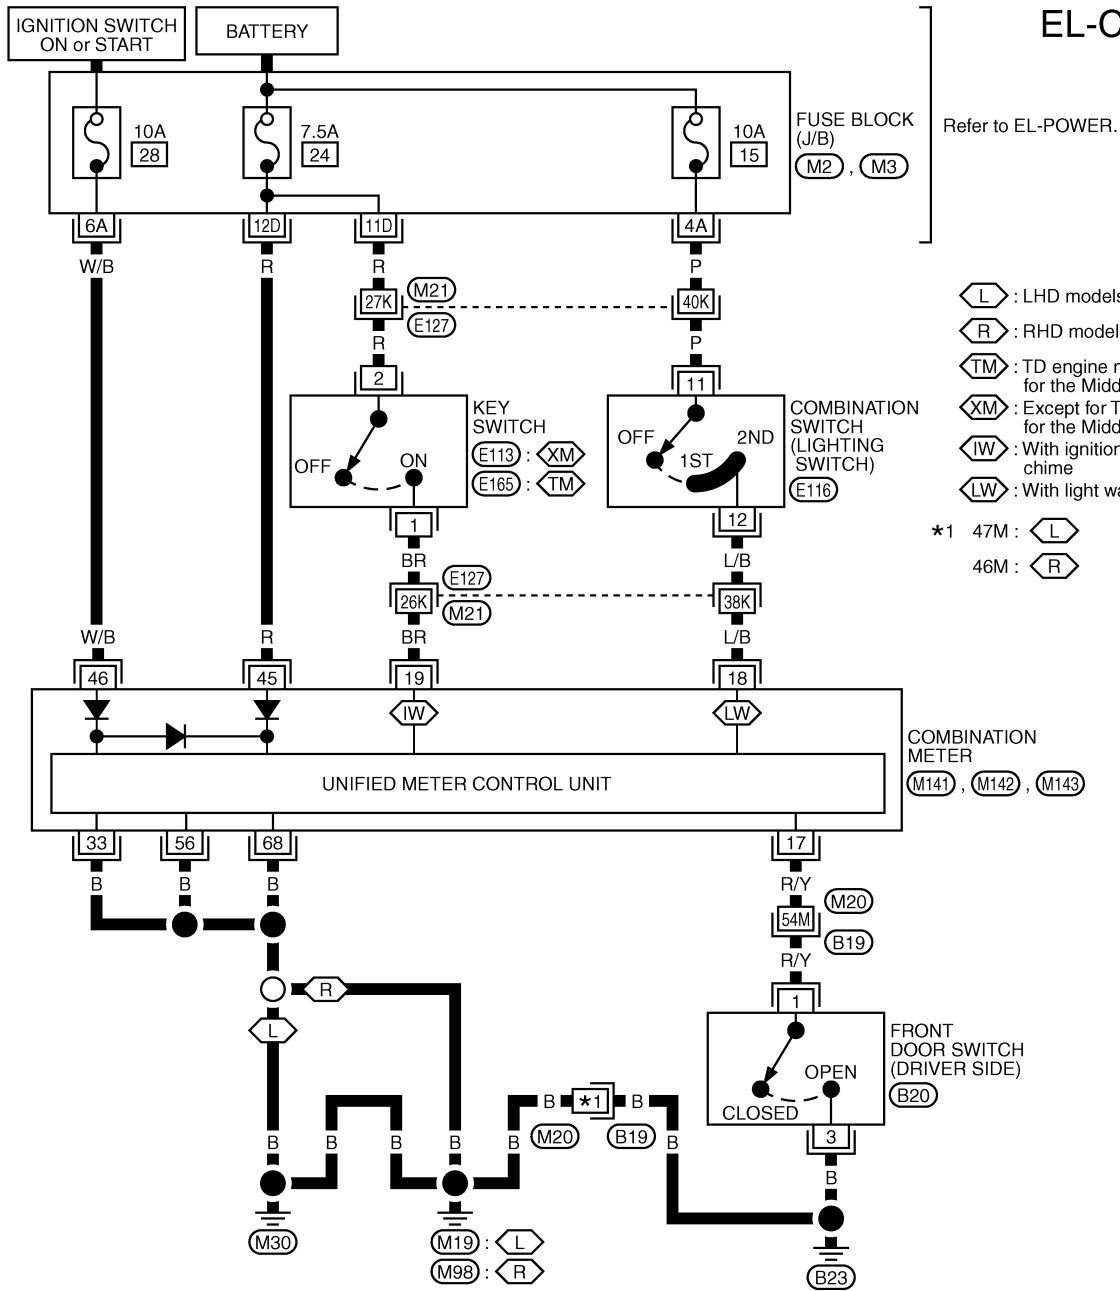 IGNITION SWITCH
ON or START
BATTERY
EL-C
10A
28
7.5A
24
10A
15
FUSE BLOCK
(J/B)
M2 , M3
Refer to EL-POWER.
6A
12D
11D
4A
W/B
R
R
P
27K
M21
E127
40K
R
P
L : LHD models
R : RHD model
TM : TD engine
for the Midd
XM : Except for T
for the Midd
IW : With ignition
chime
LW : With light wa
*1 47M : L
46M : R
2
11
KEY
SWITCH
E113 : XM
E165 : TM
OFF
ON
COMBINATION
SWITCH
(LIGHTING
SWITCH)
E116
OFF
1ST
2ND
1
12
BR
L/B
26K
E127
M21
38K
W/B
R
BR
L/B
46
45
19
18
IW
LW
COMBINATION
METER
M141 , M142 , M143
UNIFIED METER CONTROL UNIT
33
56
68
17
B
B
B
R/Y
54M
M20
B19
R/Y
R
L
1
FRONT
DOOR SWITCH
(DRIVER SIDE)
B20
OPEN
CLOSED
3
B
*1
B
M20
B19
B
B
B
B
B
B
B
M30
M19 : L
M98 : R
B23